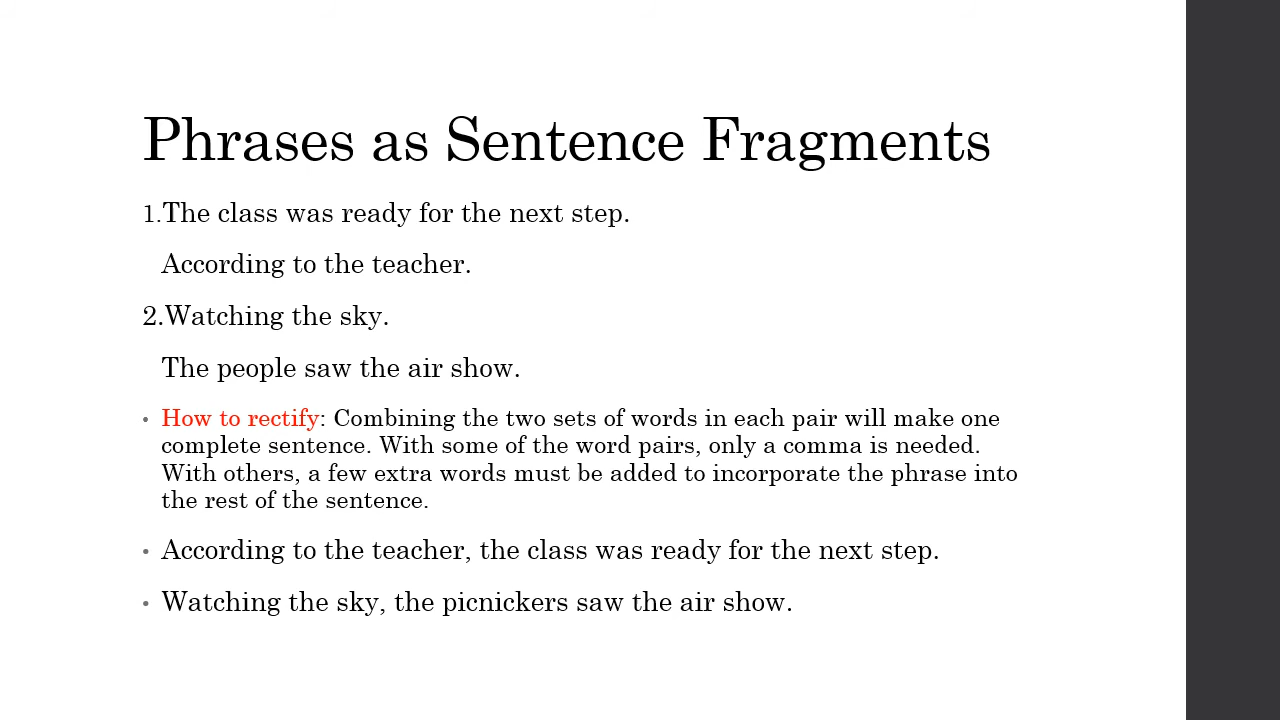 Phrases as Sentence Fragments
1.The class was ready for the next step.
According to the teacher.
2.Watching the sky.
The people saw the air show.
• How to rectify: Combining the two sets of words in each pair will make one
complete sentence. With some of the word pairs, only a comma is needed.
With others, a few extra words must be added to incorporate the phrase into
the rest of the sentence.
• According to the teacher, the class was ready for the next step.
• Watching the sky, the picnickers saw the air show.